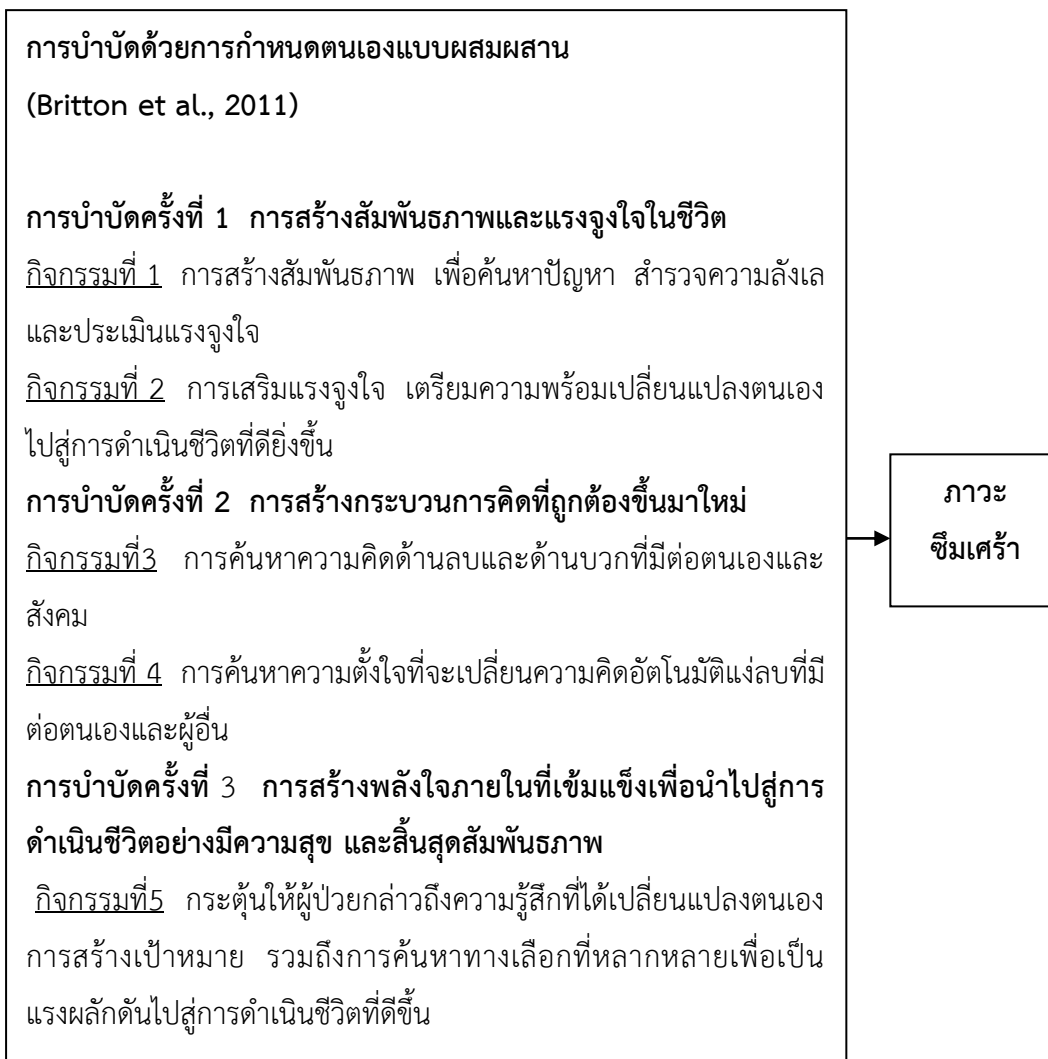 การบำบัดด้วยการกำหนดตนเองแบบผสมผสาน
(Britton et al., 2011)
การบำบัดครั้งที่ 1 การสร้างสัมพันธภาพและแรงจูงใจในชีวิต
กิจกรรมที่ 1 การสร้างสัมพันธภาพ เพื่อค้นหาปัญหา สำรวจความลังเล
และประเมินแรงจูงใจ
กิจกรรมที่ 2 การเสริมแรงจูงใจ เตรียมความพร้อมเปลี่ยนแปลงตนเอง
ไปสู่การดำเนินชีวิตที่ดียิ่งขึ้น
การบำบัดครั้งที่ 2 การสร้างกระบวนการคิดที่ถูกต้องขึ้นมาใหม่
กิจกรรมที่3 การค้นหาความคิดด้านลบและด้านบวกที่มีต่อตนเองและ
สังคม
กิจกรรมที่ 4 การค้นหาความตั้งใจที่จะเปลี่ยนความคิดอัตโนมัติแง่ลบที่มี
ต่อตนเองและผู้อื่น
การบำบัดครั้งที่ 3 การสร้างพลังใจภายในที่เข้มแข็งเพื่อนำไปสู่การ
ดำเนินชีวิตอย่างมีความสุข และสิ้นสุดสัมพันธภาพ
กิจกรรมที่5 กระตุ้นให้ผู้ป่วยกล่าวถึงความรู้สึกที่ได้เปลี่ยนแปลงตนเอง
การสร้างเป้าหมาย รวมถึงการค้นหาทางเลือกที่หลากหลายเพื่อเป็น
แรงผลักดันไปสู่การดำเนินชีวิตที่ดีขึ้น
ภาวะ
ซึมเศร้า